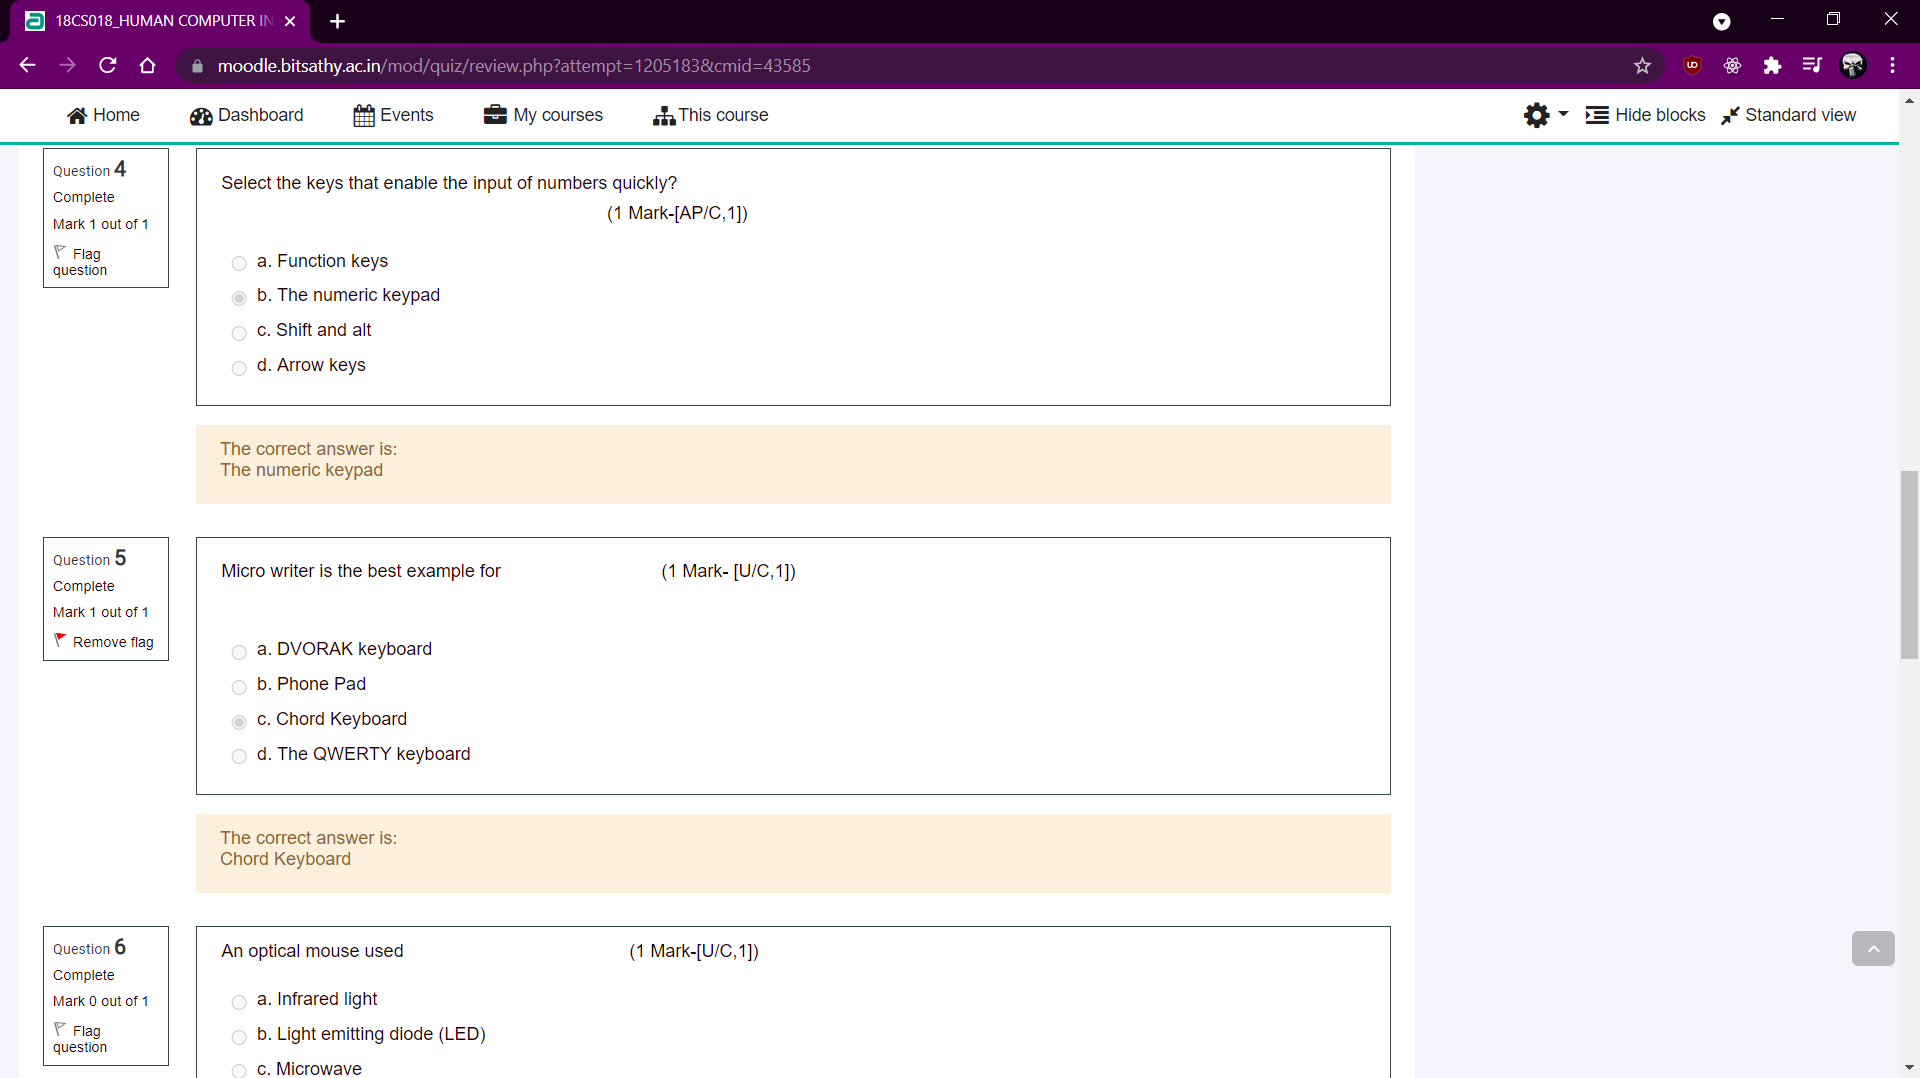 18CS018_HUMAN COMPUTER IN
moodle.bitsathy.ac.in/mod/quiz/review.php?attempt=1205183&cmid=43585
Home Dashboard Events My courses This course Hide blocks Standard view
Question 4
Complete
Mark 1 out of 1
Flag
question
Select the keys that enable the input of numbers quickly?
(1 Mark-[AP/C,1])
a. Function keys
b. The numeric keypad
c. Shift and alt
d. Arrow keys
The correct answer is:
The numeric keypad
Question 5
Complete
Mark 1 out of 1
Remove flag
Micro writer is the best example for (1 Mark- [U/C,1])
a. DVORAK keyboard
b. Phone Pad
c. Chord Keyboard
d. The QWERTY keyboard
The correct answer is:
Chord Keyboard
Question 6
Complete
Mark 0 out of 1
Flag
question
An optical mouse used (1 Mark-[U/C,1])
a. Infrared light
b. Light emitting diode (LED)
c. Microwave